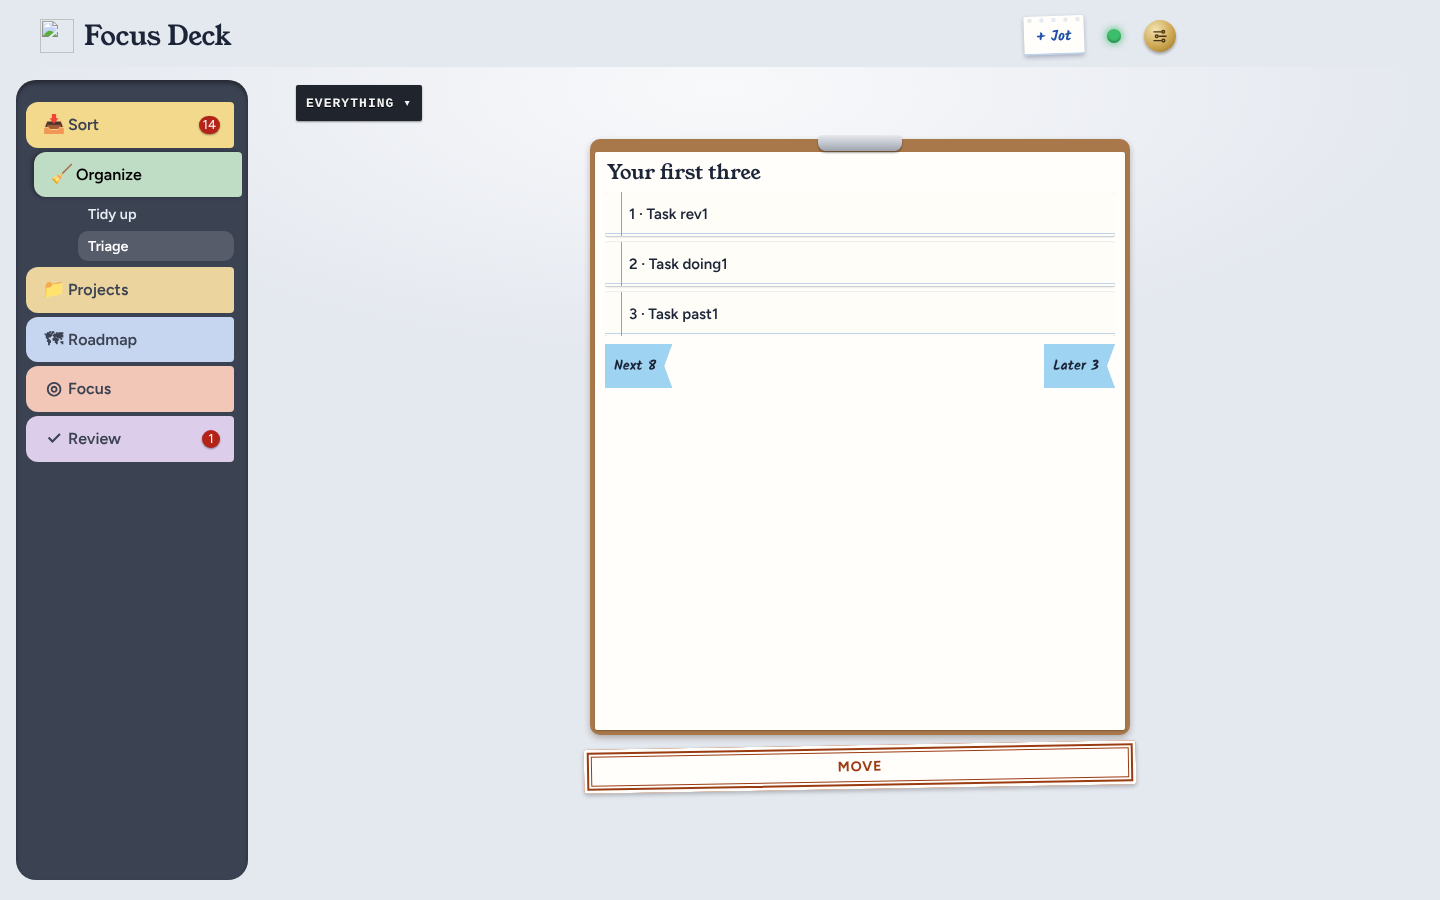 Focus Deck
+ Jot
Sort 14
Organize
Tidy up
Triage
Projects
Roadmap
Focus
Review 1
EVERYTHING ▾
Your first three
1 · Task rev1
2 · Task doing1
3 · Task past1
Next 8
Later 3
MOVE